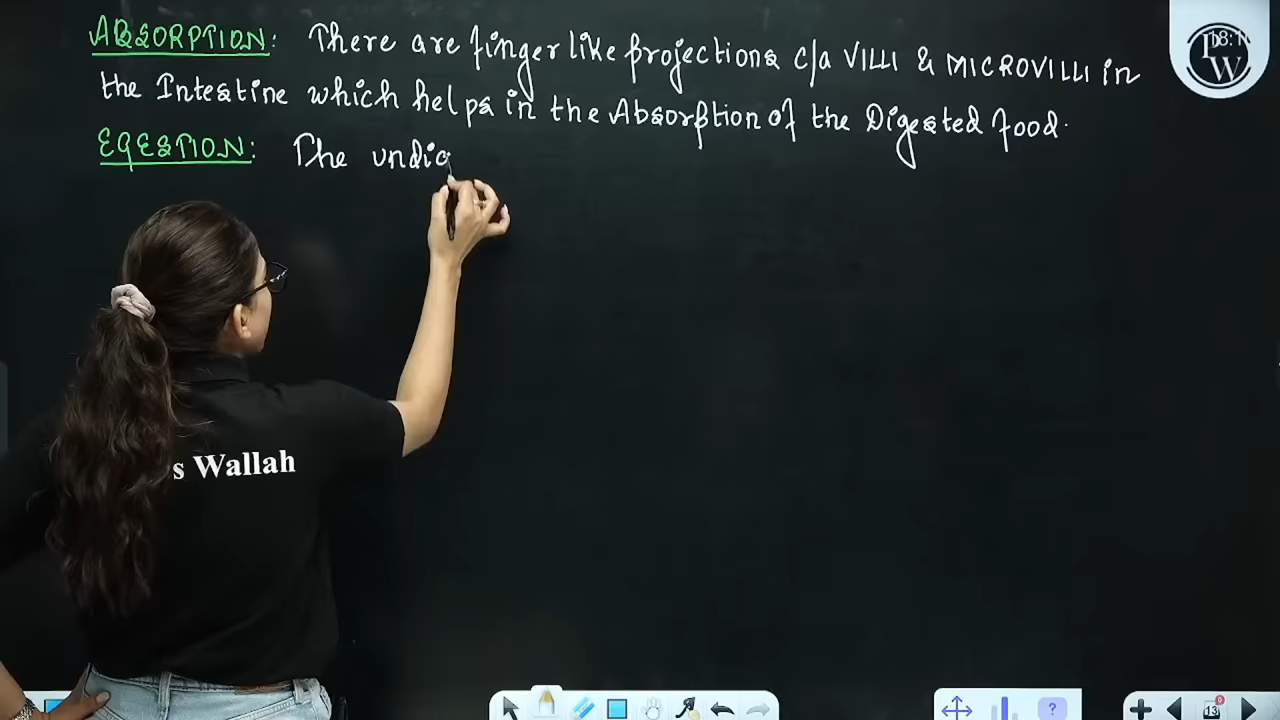 ABSORPTION: There are finger like projections c/a VILLI & MICROVILLI in
the Intestine which helps in the Absorption of the Digested food.
EGESTION: The undig
s Wallah
13